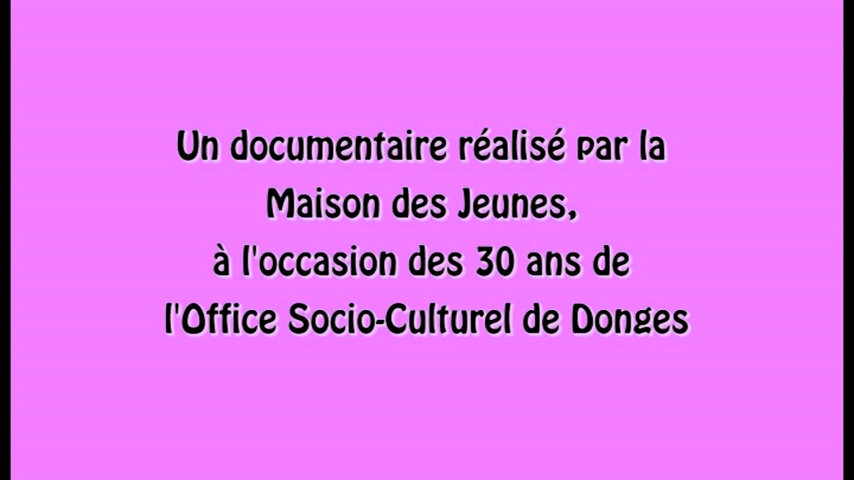 Un documentaire réalisé par la
Maison des Jeunes,
à l'occasion des 30 ans de
l'Office Socio-Culturel de Donges